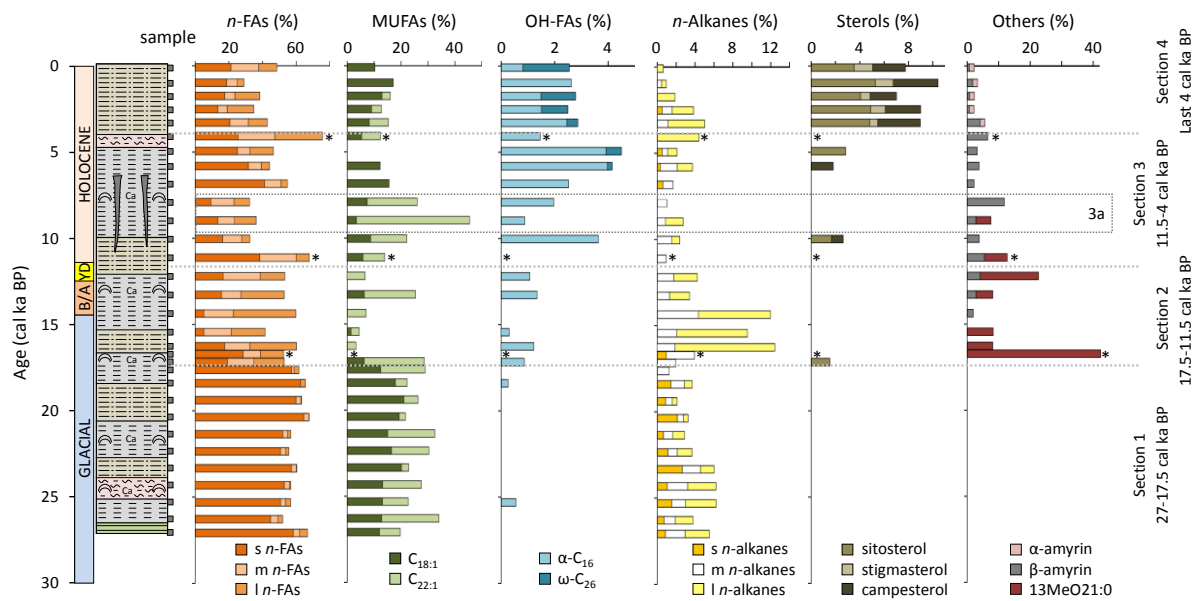 n-FAs (%) MUFAs (%) OH-FAs (%) n-Alkanes (%) Sterols (%) Others (%)
sample
20 40 60 0 10 20 30 40 0 2 4 0 4 8 12 0 4 8 0 20 40
Age (cal ka BP)
0
5
10
15
20
25
30
HOLOCENE
YD
B/A
GLACIAL
Ca
Ca
Ca
Ca
Ca
* * * * * *
* * * * * *
* * * * * *
3a
Section 4
Last 4 cal ka BP
Section 3
11.5-4 cal ka BP
Section 2
17.5-11.5 cal ka BP
Section 1
27-17.5 cal ka BP
s n-FAs
m n-FAs
l n-FAs
C18:1
C22:1
α-C16
ω-C26
s n-alkanes
m n-alkanes
l n-alkanes
sitosterol
stigmasterol
campesterol
α-amyrin
β-amyrin
13MeO21:0